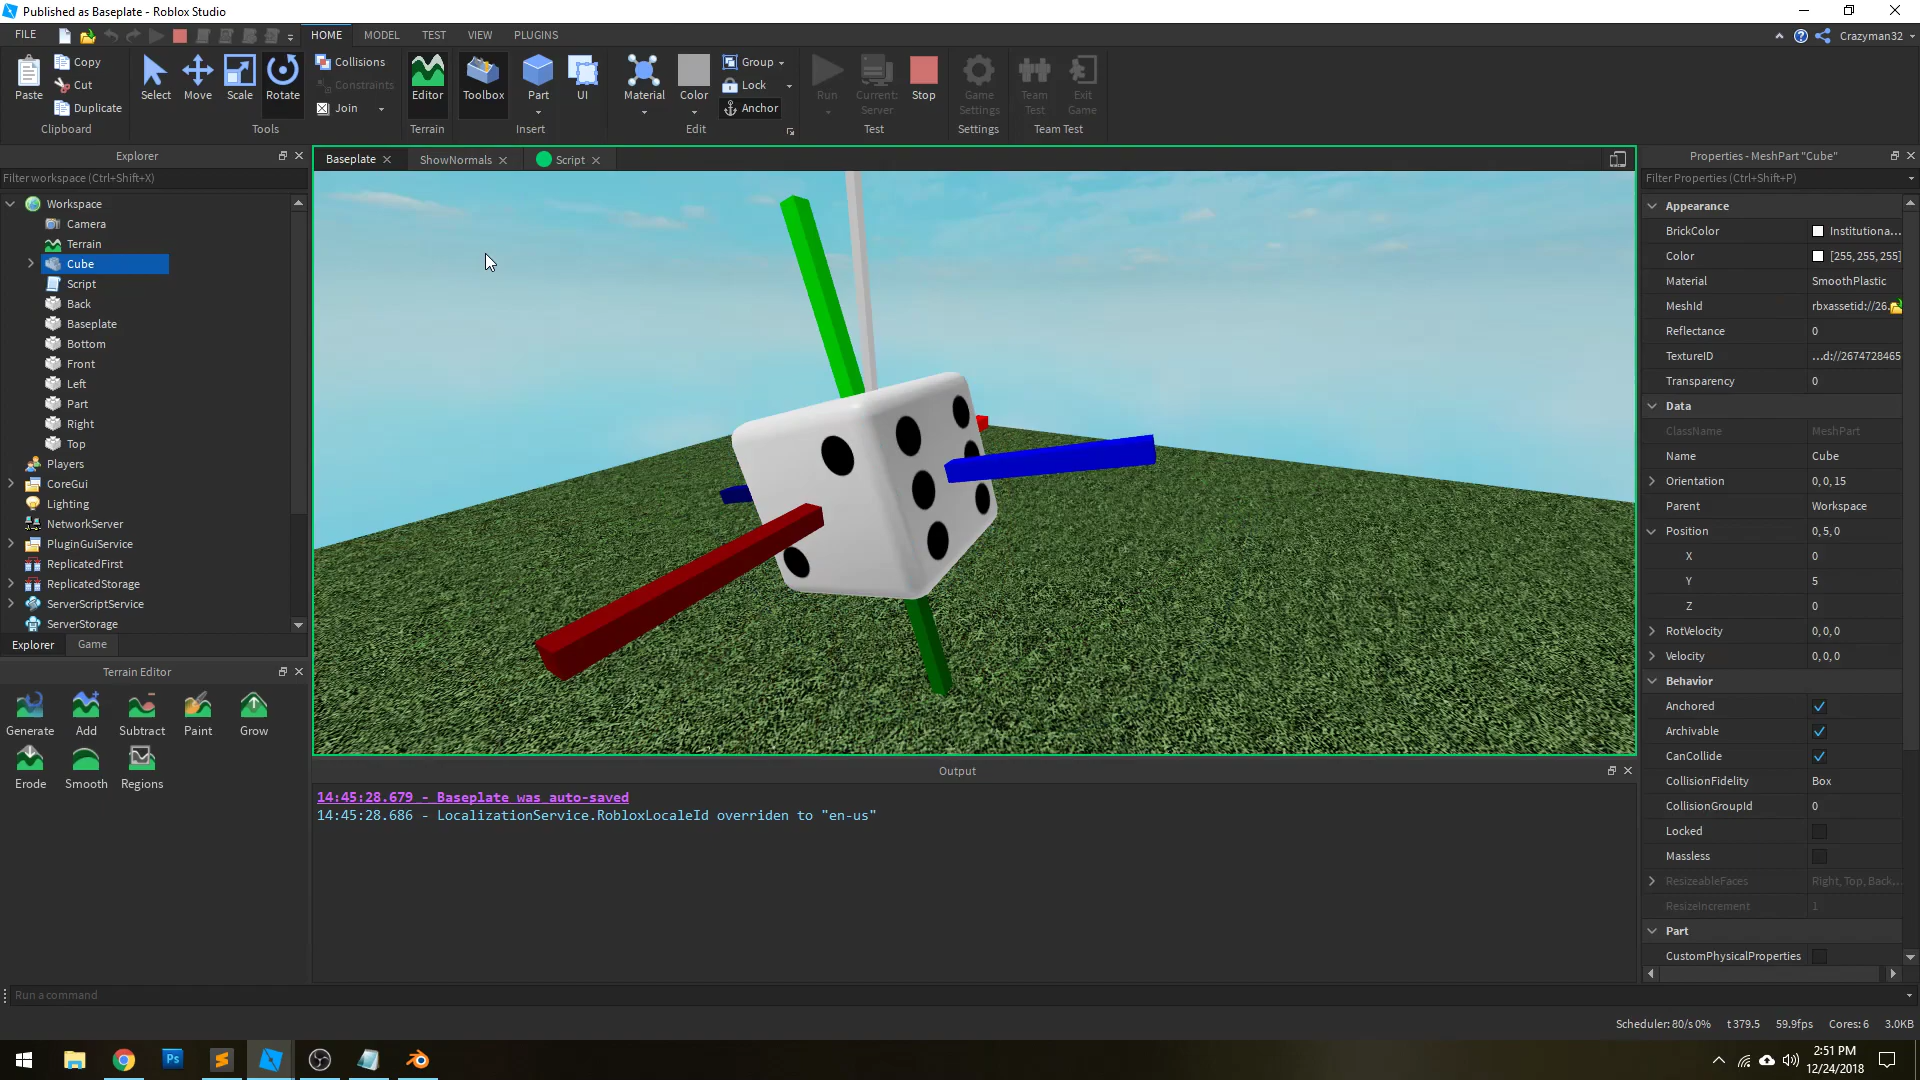 Published as Baseplate - Roblox Studio
FILE
HOME
MODEL
TEST
VIEW
PLUGINS
Crazyman32
Paste
Copy
Cut
Duplicate
Clipboard
Select
Move
Scale
Rotate
Collisions
Constraints
Join
Tools
Editor
Terrain
Toolbox
Part
UI
Insert
Material
Color
Group
Lock
Anchor
Edit
Run
Current: Server
Stop
Test
Game Settings
Settings
Team Test
Exit Game
Team Test
Explorer
Filter workspace (Ctrl+Shift+X)
Workspace
Camera
Terrain
Cube
Script
Back
Baseplate
Bottom
Front
Left
Part
Right
Top
Players
CoreGui
Lighting
NetworkServer
PluginGuiService
ReplicatedFirst
ReplicatedStorage
ServerScriptService
ServerStorage
Explorer
Game
Terrain Editor
Generate
Add
Subtract
Paint
Grow
Erode
Smooth
Regions
Baseplate
ShowNormals
Script
Output
14:45:28.679 - Baseplate was auto-saved
14:45:28.686 - LocalizationService.RobloxLocaleId overriden to "en-us"
Properties - MeshPart "Cube"
Filter Properties (Ctrl+Shift+P)
Appearance
BrickColor Instituciona...
Color [255, 255, 255]
Material SmoothPlastic
MeshId rbxassetid://26...
Reflectance 0
TextureID ...d://2674728465
Transparency 0
Data
ClassName MeshPart
Name Cube
Orientation 0, 0, 15
Parent Workspace
Position 0, 5, 0
X 0
Y 5
Z 0
RotVelocity 0, 0, 0
Velocity 0, 0, 0
Behavior
Anchored
Archivable
CanCollide
CollisionFidelity Box
CollisionGroupId 0
Locked
Massless
ResizeableFaces Right, Top, Back,...
ResizeIncrement 1
Part
CustomPhysicalProperties
Run a command
Scheduler: 80/s 0% t 379.5 59.9fps Cores: 6 3.0KB
Ps
2:51 PM
12/24/2018